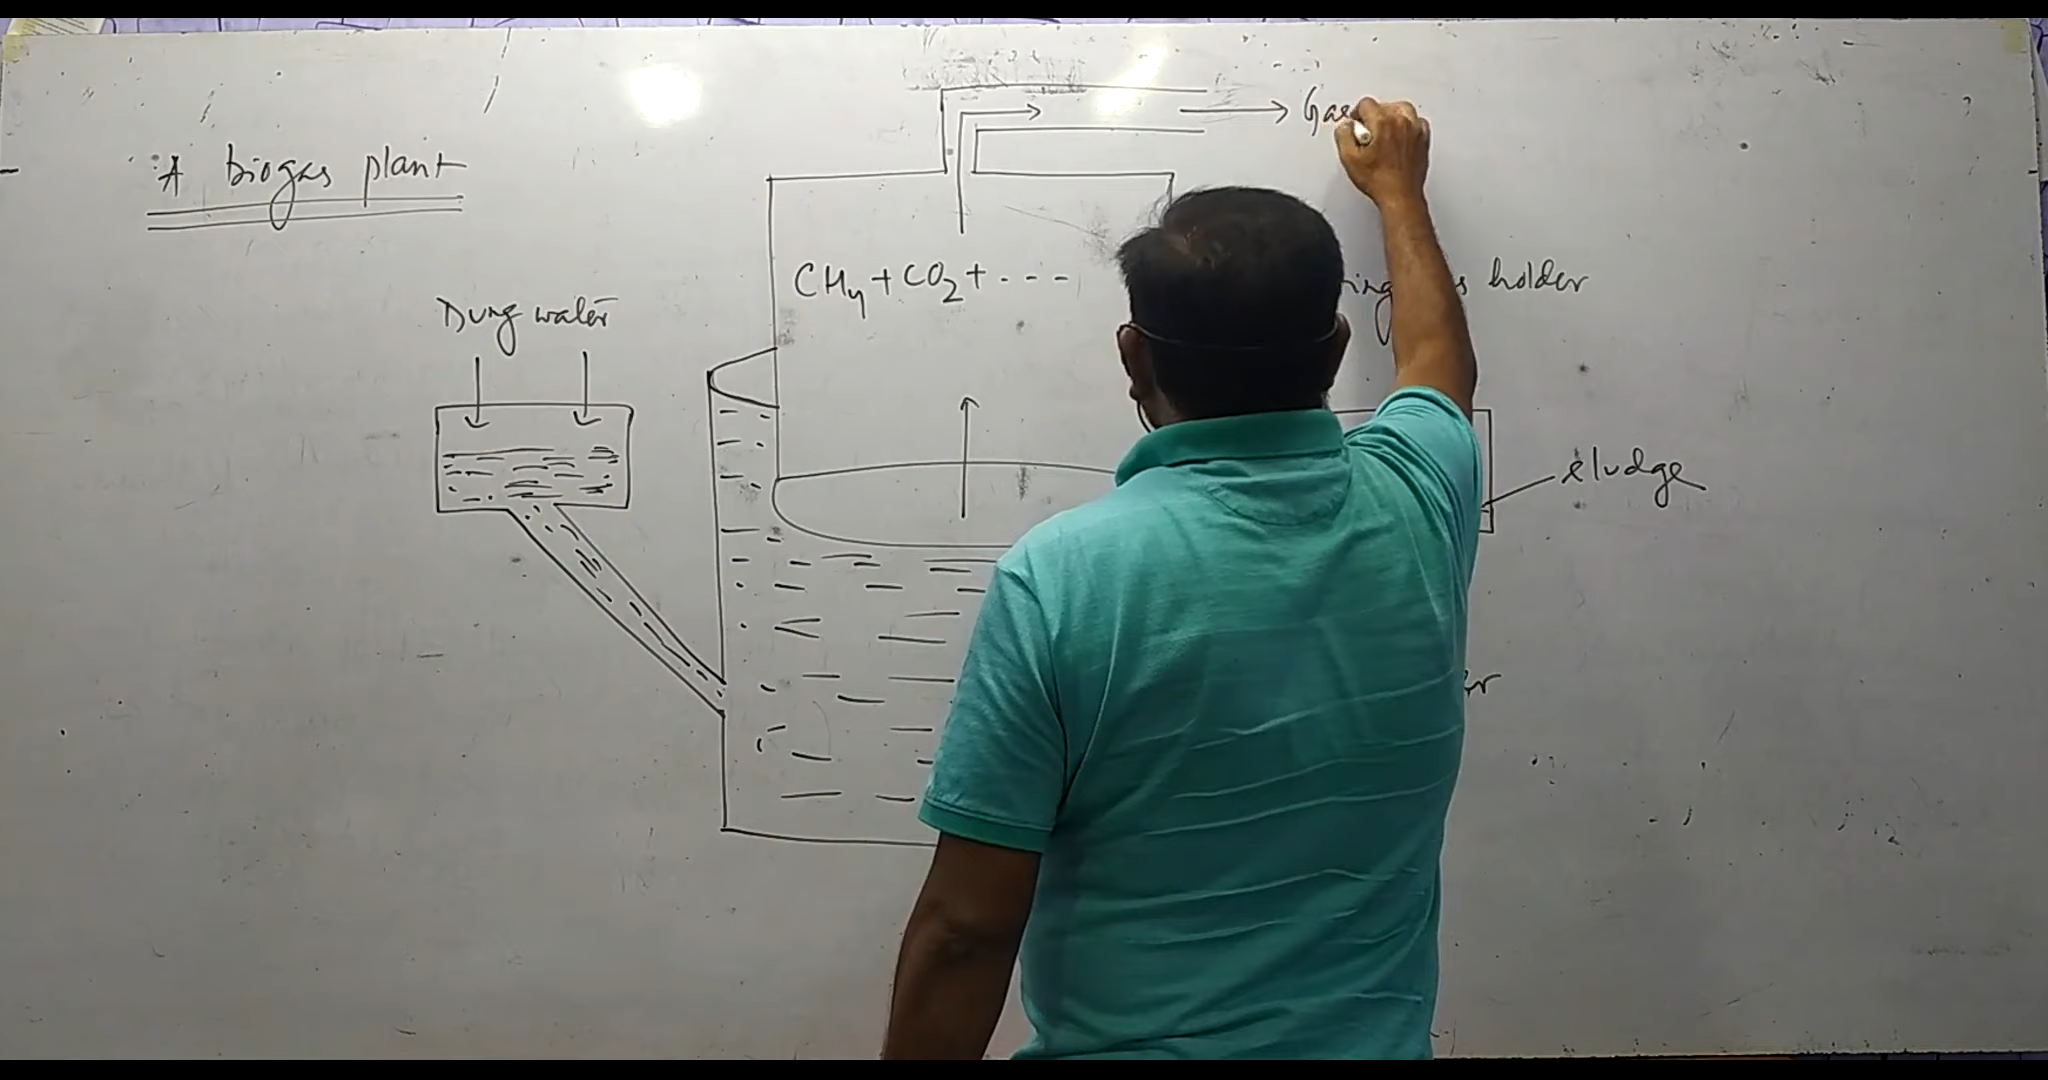 A biogas plant
Gas
CH4 + CO2 + - - -
holder
Dung water
sludge